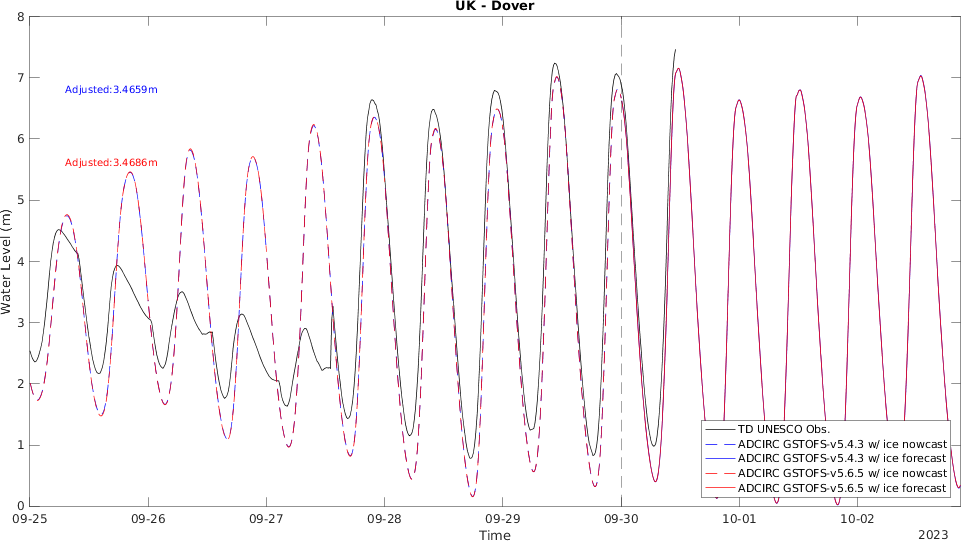 UK - Dover
8
7
6
5
4
3
2
1
0
Water Level (m)
Adjusted:3.4659m
Adjusted:3.4686m
TD UNESCO Obs.
ADCIRC GSTOFS-v5.4.3 w/ ice nowcast
ADCIRC GSTOFS-v5.4.3 w/ ice forecast
ADCIRC GSTOFS-v5.6.5 w/ ice nowcast
ADCIRC GSTOFS-v5.6.5 w/ ice forecast
09-25 09-26 09-27 09-28 09-29 09-30 10-01 10-02
Time
2023